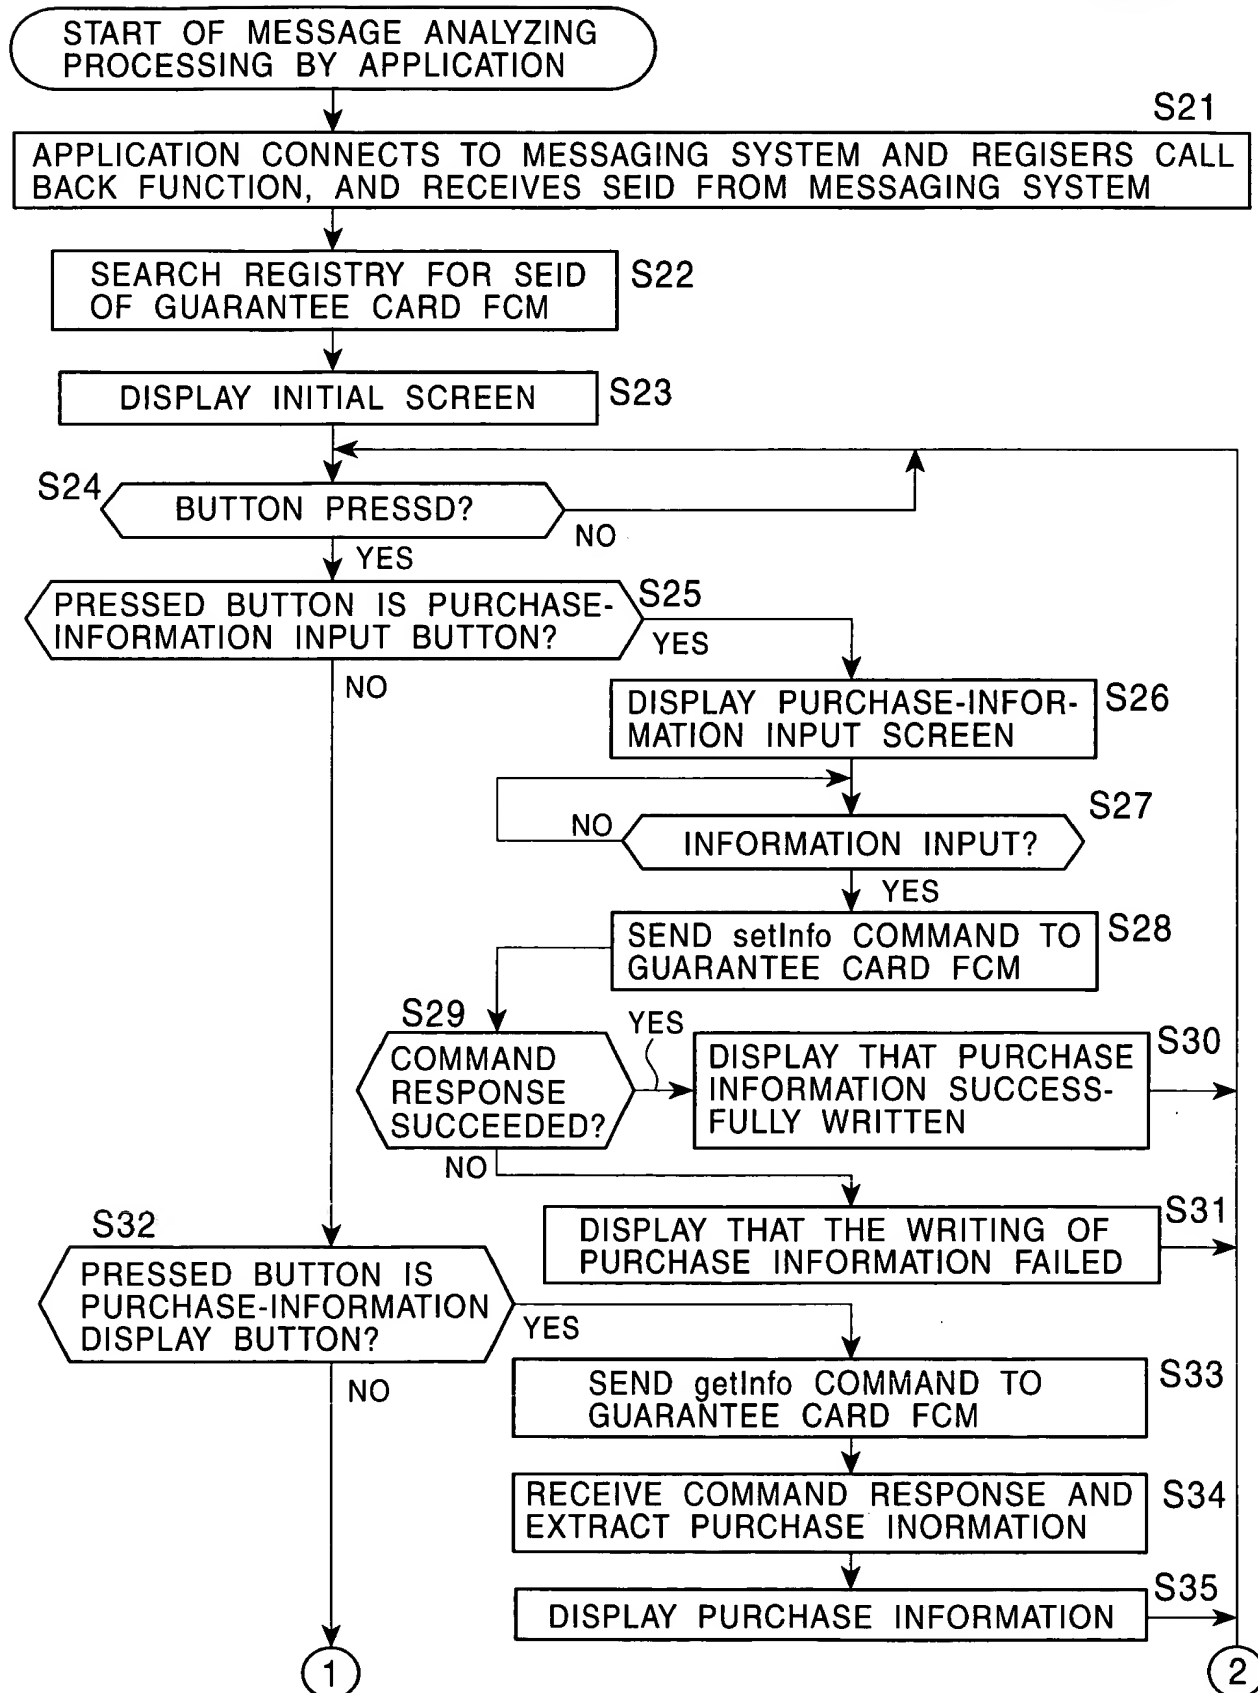 START OF MESSAGE ANALYZING
PROCESSING BY APPLICATION
S21
APPLICATION CONNECTS TO MESSAGING SYSTEM AND REGISERS CALL
BACK FUNCTION, AND RECEIVES SEID FROM MESSAGING SYSTEM
SEARCH REGISTRY FOR SEID
OF GUARANTEE CARD FCM
S22
DISPLAY INITIAL SCREEN
S23
S24
BUTTON PRESSD?
NO
YES
PRESSED BUTTON IS PURCHASE-
INFORMATION INPUT BUTTON?
S25
YES
NO
DISPLAY PURCHASE-INFOR-
MATION INPUT SCREEN
S26
S27
NO
INFORMATION INPUT?
YES
SEND setInfo COMMAND TO
GUARANTEE CARD FCM
S28
S29
COMMAND
RESPONSE
SUCCEEDED?
YES
NO
DISPLAY THAT PURCHASE
INFORMATION SUCCESS-
FULLY WRITTEN
S30
DISPLAY THAT THE WRITING OF
PURCHASE INFORMATION FAILED
S31
S32
PRESSED BUTTON IS
PURCHASE-INFORMATION
DISPLAY BUTTON?
YES
NO
SEND getInfo COMMAND TO
GUARANTEE CARD FCM
S33
RECEIVE COMMAND RESPONSE AND
EXTRACT PURCHASE INORMATION
S34
DISPLAY PURCHASE INFORMATION
S35
1
2